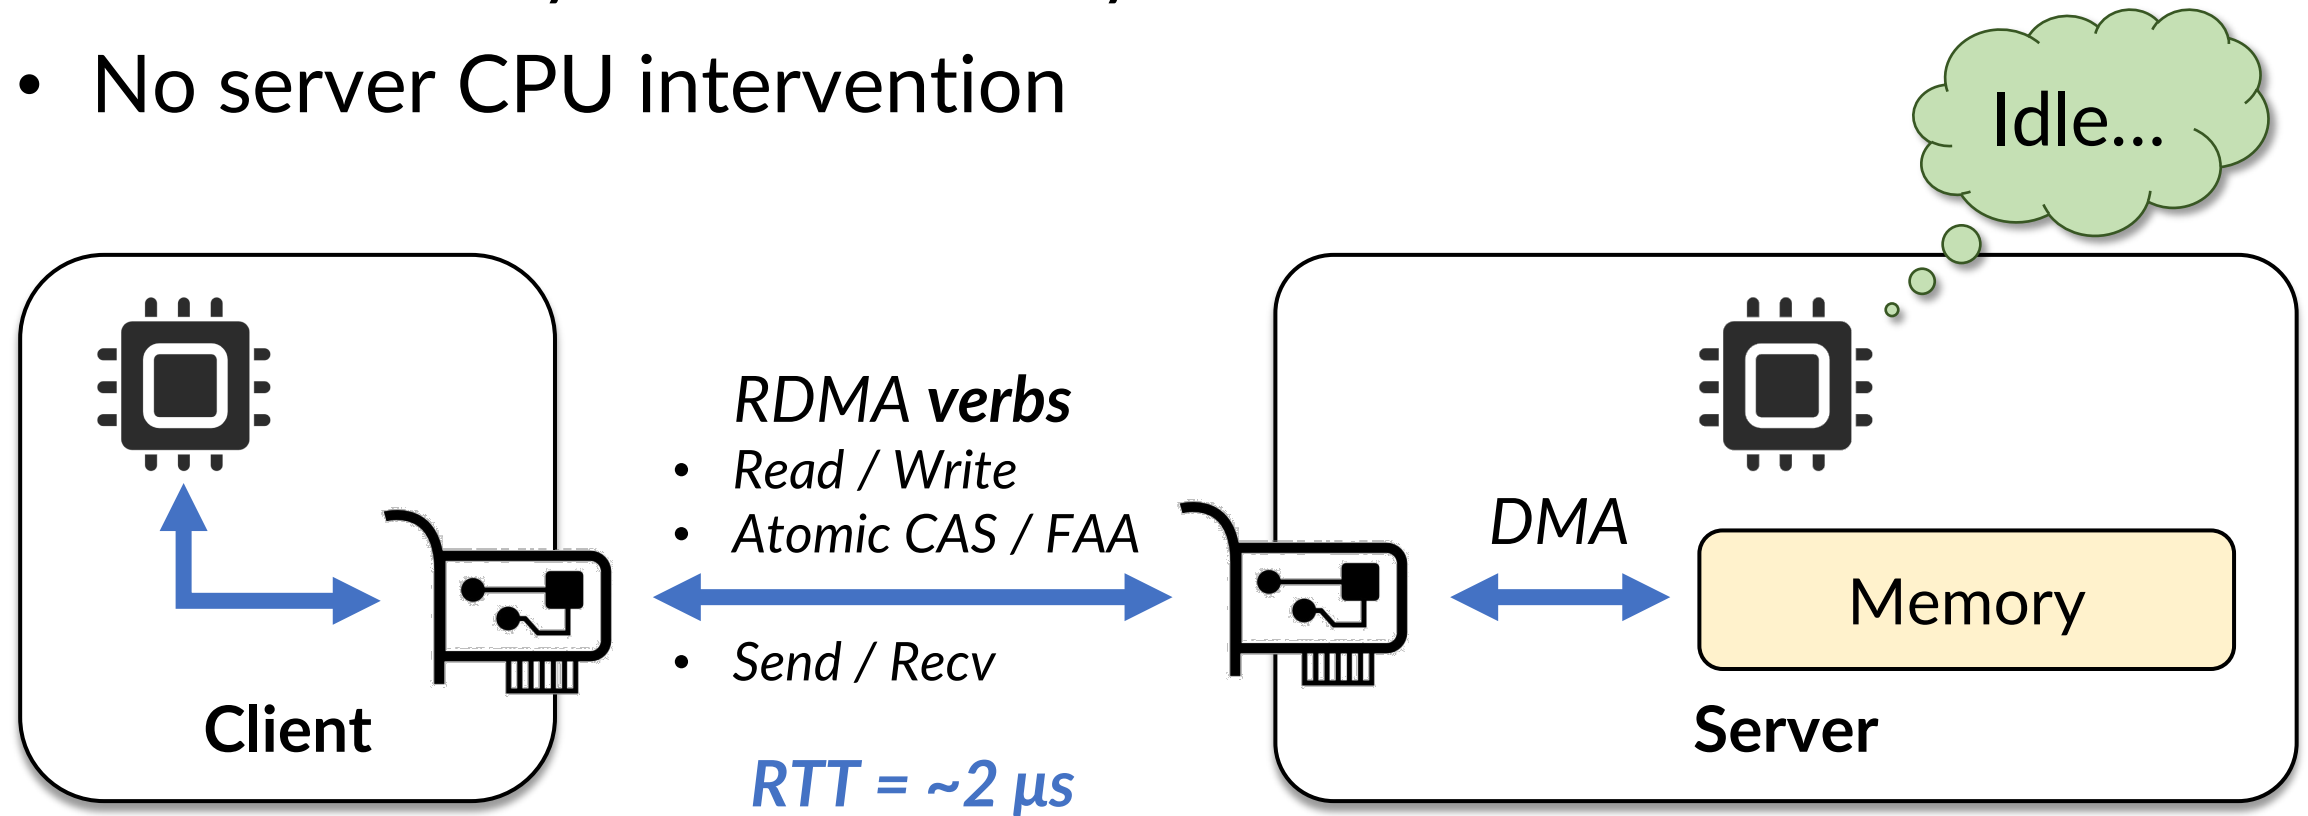 • No server CPU intervention
Idle...
RDMA verbs
• Read / Write
• Atomic CAS / FAA
• Send / Recv
DMA
Memory
Client
Server
RTT = ~2 μs